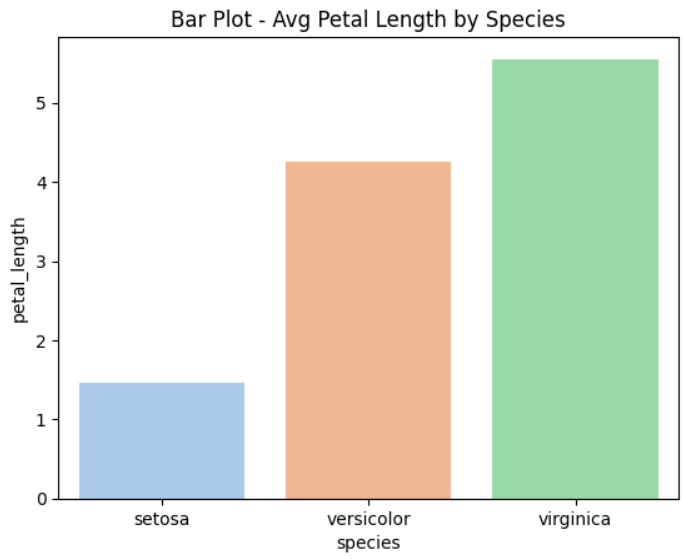 Bar Plot - Avg Petal Length by Species
5
4
3
2
1
0
petal_length
setosa versicolor virginica
species